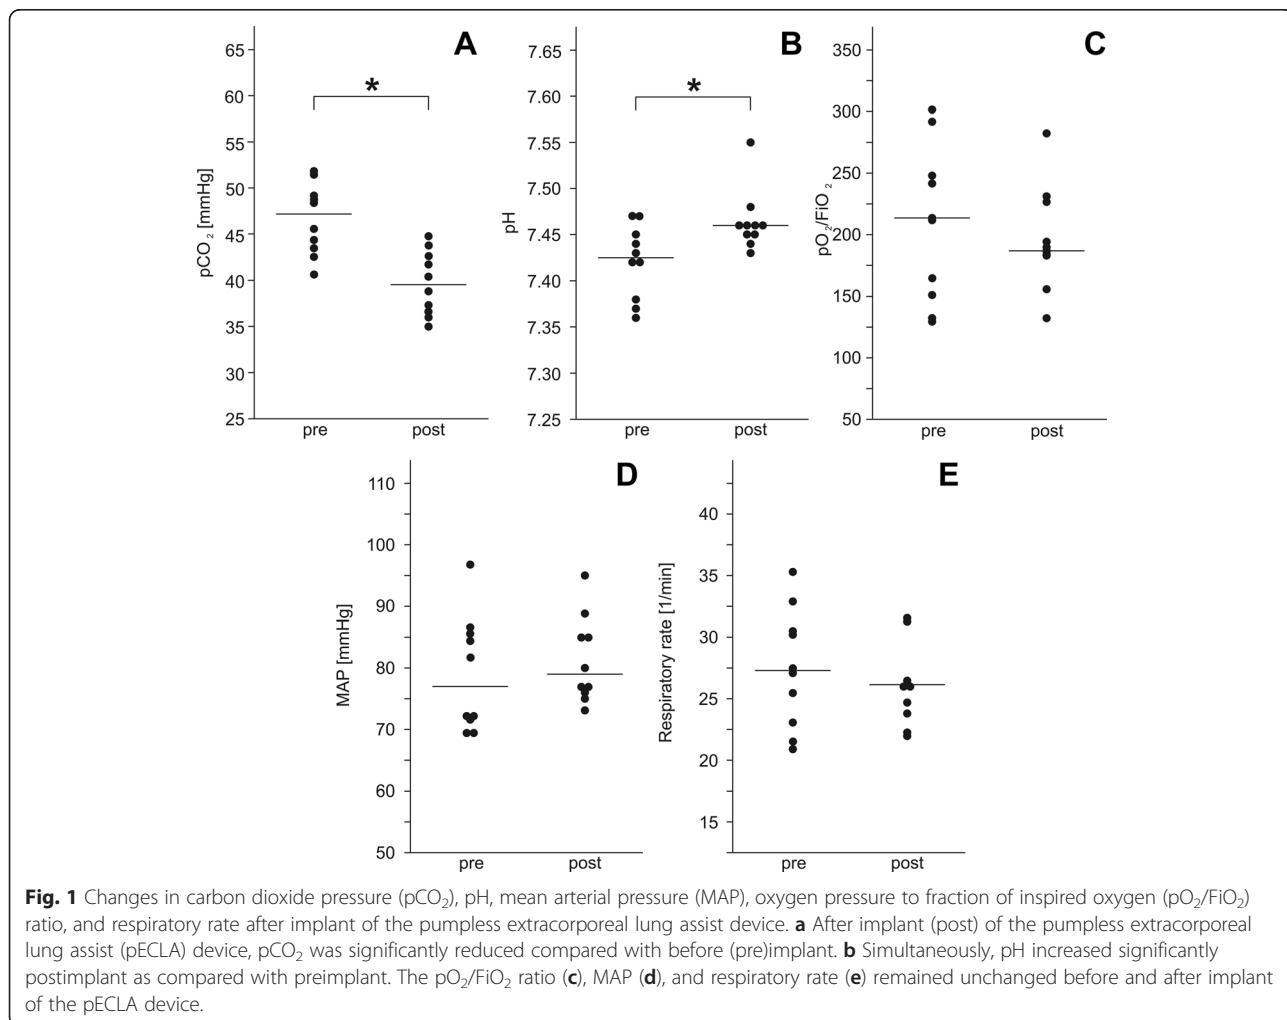 A
65
60
55
50
45
40
35
30
25
pCO2 [mmHg]
*
pre post
B
7.65
7.60
7.55
7.50
7.45
7.40
7.35
7.30
7.25
pH
*
pre post
C
350
300
250
200
150
100
50
pO2/FiO2
pre post
D
110
100
90
80
70
60
50
MAP [mmHg]
pre post
E
40
35
30
25
20
15
Respiratory rate [1/min]
pre post
Fig. 1 Changes in carbon dioxide pressure (pCO2), pH, mean arterial pressure (MAP), oxygen pressure to fraction of inspired oxygen (pO2/FiO2)
ratio, and respiratory rate after implant of the pumpless extracorporeal lung assist device. a After implant (post) of the pumpless extracorporeal
lung assist (pECLA) device, pCO2 was significantly reduced compared with before (pre)implant. b Simultaneously, pH increased significantly
postimplant as compared with preimplant. The pO2/FiO2 ratio (c), MAP (d), and respiratory rate (e) remained unchanged before and after implant
of the pECLA device.